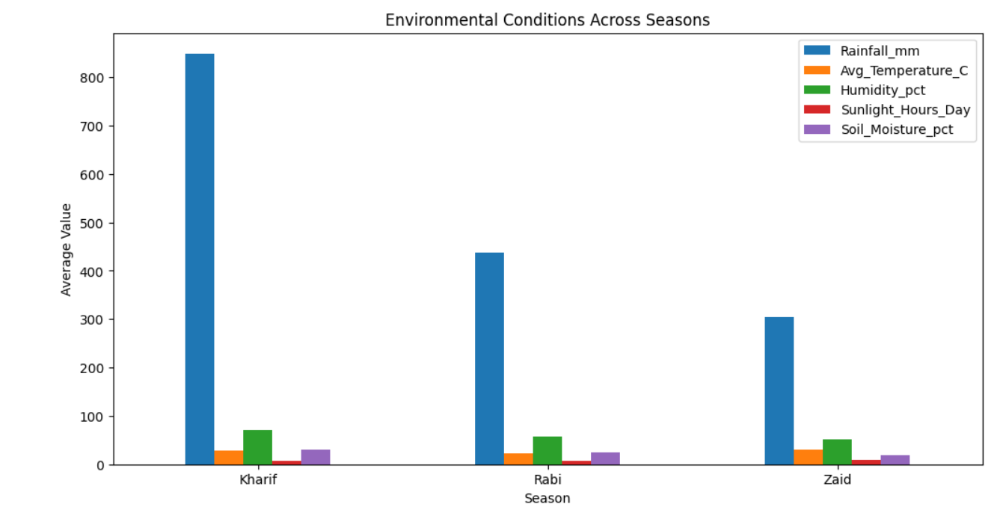 Environmental Conditions Across Seasons
Rainfall_mm
Avg_Temperature_C
Humidity_pct
Sunlight_Hours_Day
Soil_Moisture_pct
Average Value
800
700
600
500
400
300
200
100
0
Kharif
Rabi
Zaid
Season